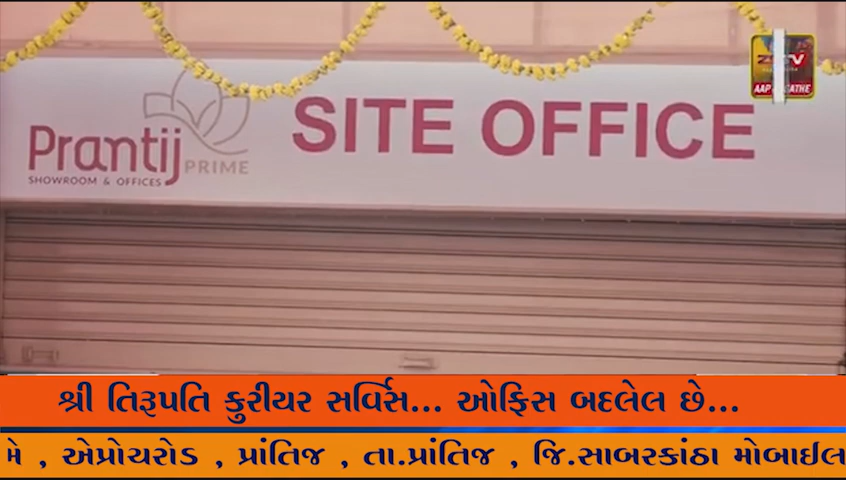 SITE OFFICE
Prantij
PRIME
SHOWROOM & OFFICES
શ્રી તિરૂપતિ કુરીયર સર્વિસ... ઓફિસ બદલેલ છે...
મે , એપ્રોચરોડ , પ્રાંતિજ , તા.પ્રાંતિજ , જિ.સાબરકાંઠા મોબાઈલ